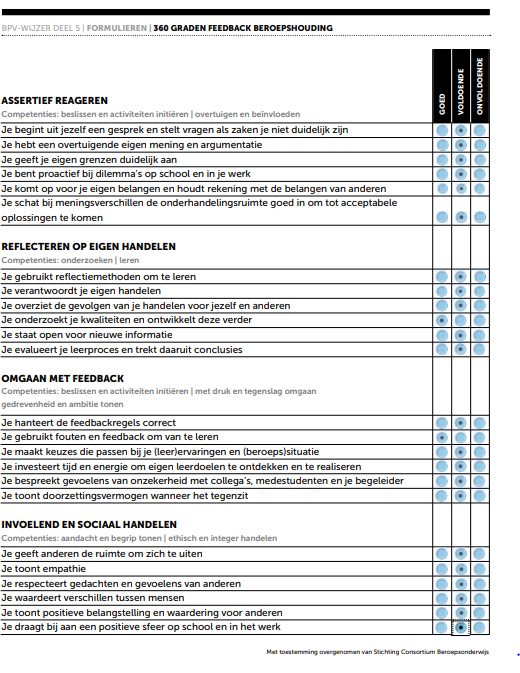 BPV-WIJZER DEEL 5 | FORMULIEREN | 360 GRADEN FEEDBACK BEROEPSHOUDING
GOED
VOLDOENDE
ONVOLDOENDE
ASSERTIEF REAGEREN
Competenties: beslissen en activiteiten initiëren | overtuigen en beïnvloeden
Je begint uit jezelf een gesprek en stelt vragen als zaken je niet duidelijk zijn
Je hebt een overtuigende eigen mening en argumentatie
Je geeft je eigen grenzen duidelijk aan
Je bent proactief bij dilemma's op school en in je werk
Je komt op voor je eigen belangen en houdt rekening met de belangen van anderen
Je schat bij meningsverschillen de onderhandelingsruimte goed in om tot acceptabele
oplossingen te komen
REFLECTEREN OP EIGEN HANDELEN
Competenties: onderzoeken | leren
Je gebruikt reflectiemethoden om te leren
Je verantwoordt je eigen handelen
Je overziet de gevolgen van je handelen voor jezelf en anderen
Je onderzoekt je kwaliteiten en ontwikkelt deze verder
Je staat open voor nieuwe informatie
Je evalueert je leerproces en trekt daaruit conclusies
OMGAAN MET FEEDBACK
Competenties: beslissen en activiteiten initiëren | met druk en tegenslag omgaan
gedrevenheid en ambitie tonen
Je hanteert de feedbackregels correct
Je gebruikt fouten en feedback om van te leren
Je maakt keuzes die passen bij je (leer)ervaringen en (beroeps)situatie
Je investeert tijd en energie om eigen leerdoelen te ontdekken en te realiseren
Je bespreekt gevoelens van onzekerheid met collega's, medestudenten en je begeleider
Je toont doorzettingsvermogen wanneer het tegenzit
INVOELEND EN SOCIAAL HANDELEN
Competenties: aandacht en begrip tonen | ethisch en integer handelen
Je geeft anderen de ruimte om zich te uiten
Je toont empathie
Je respecteert gedachten en gevoelens van anderen
Je waardeert verschillen tussen mensen
Je toont positieve belangstelling en waardering voor anderen
Je draagt bij aan een positieve sfeer op school en in het werk
Met toestemming overgenomen van Stichting Consortium Beroepsonderwijs